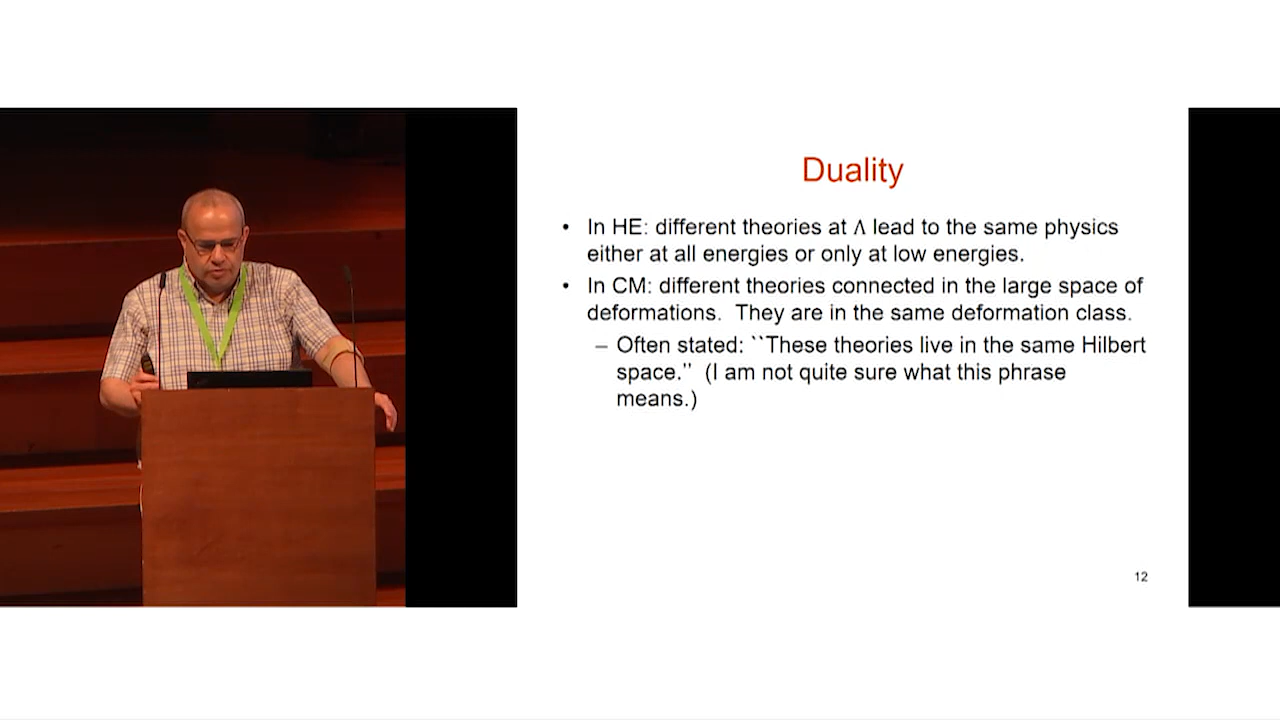 Duality
• In HE: different theories at Λ lead to the same physics
either at all energies or only at low energies.
• In CM: different theories connected in the large space of
deformations. They are in the same deformation class.
– Often stated: ``These theories live in the same Hilbert
space.'' (I am not quite sure what this phrase
means.)
12